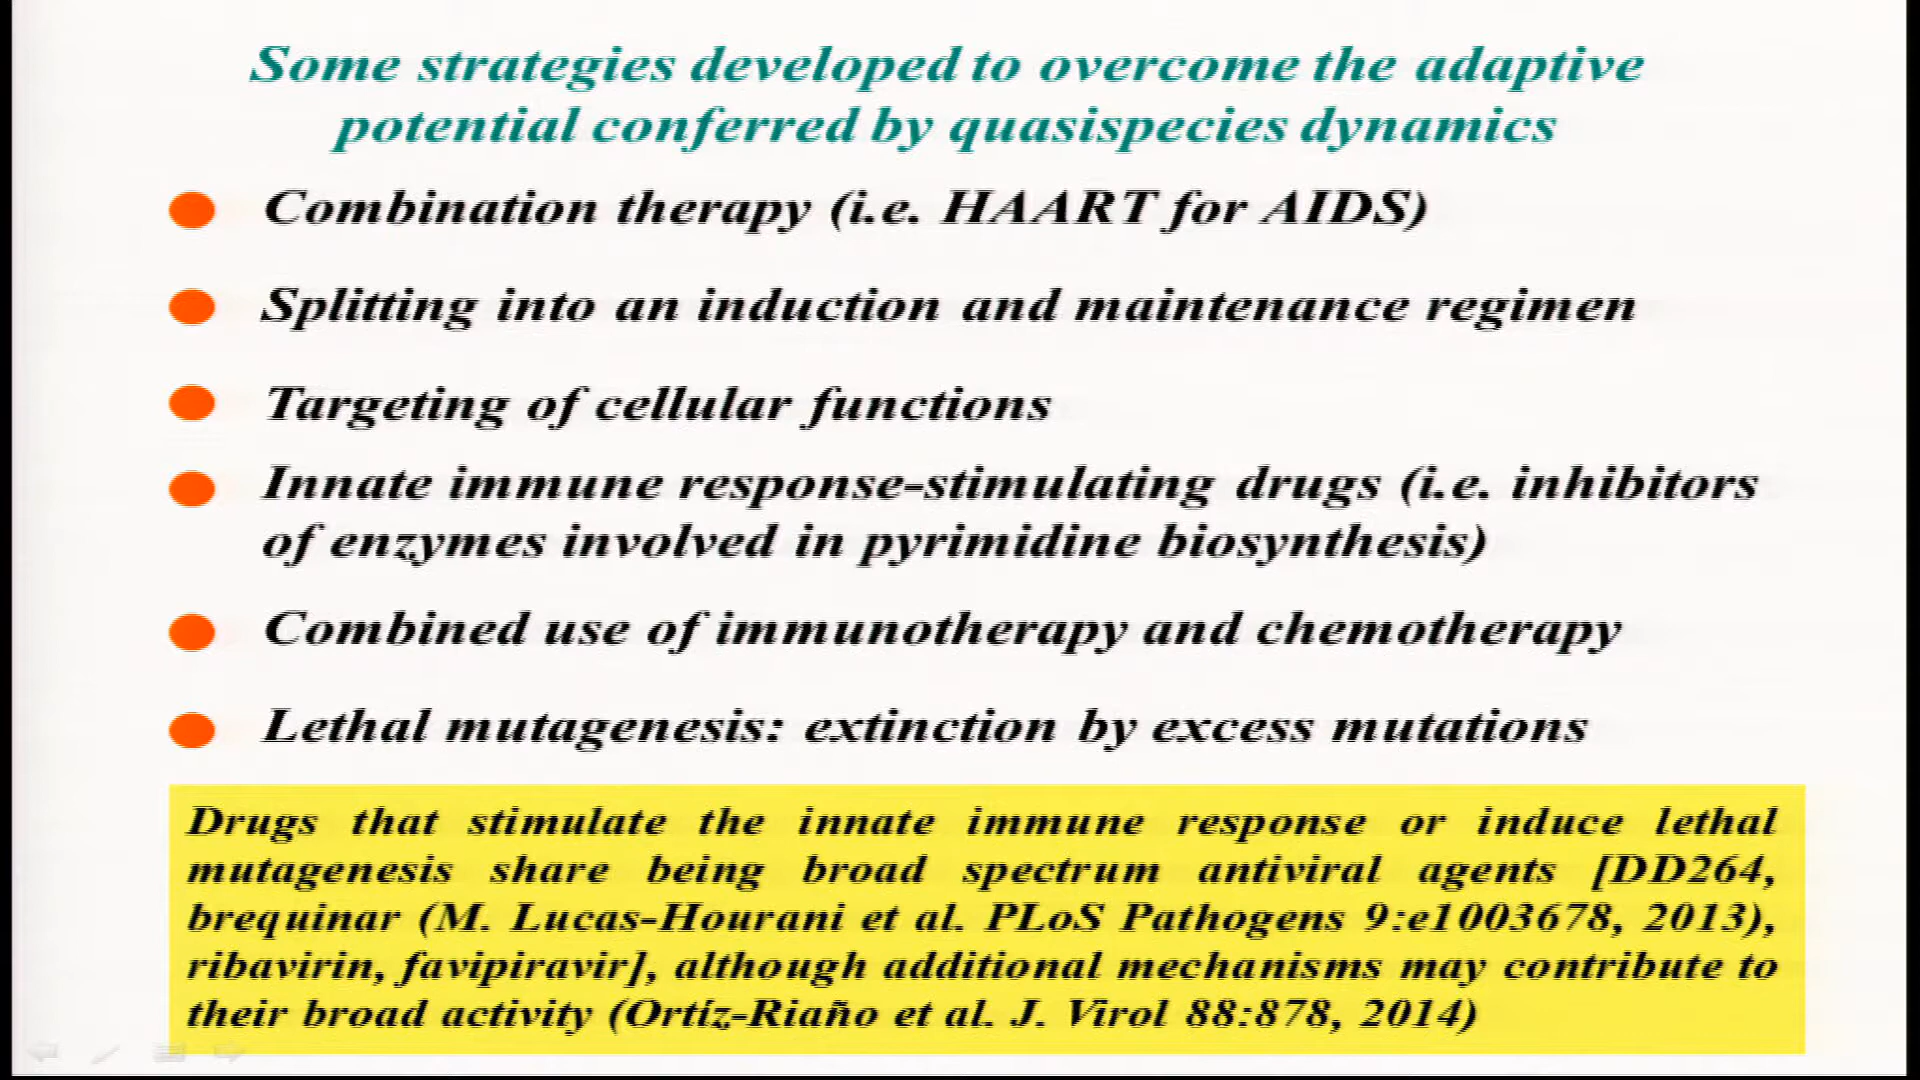 Some strategies developed to overcome the adaptive
potential conferred by quasispecies dynamics
Combination therapy (i.e. HAART for AIDS)
Splitting into an induction and maintenance regimen
Targeting of cellular functions
Innate immune response-stimulating drugs (i.e. inhibitors
of enzymes involved in pyrimidine biosynthesis)
Combined use of immunotherapy and chemotherapy
Lethal mutagenesis: extinction by excess mutations
Drugs that stimulate the innate immune response or induce lethal
mutagenesis share being broad spectrum antiviral agents [DD264,
brequinar (M. Lucas-Hourani et al. PLoS Pathogens 9:e1003678, 2013),
ribavirin, favipiravir], although additional mechanisms may contribute to
their broad activity (Ortíz-Riaño et al. J. Virol 88:878, 2014)